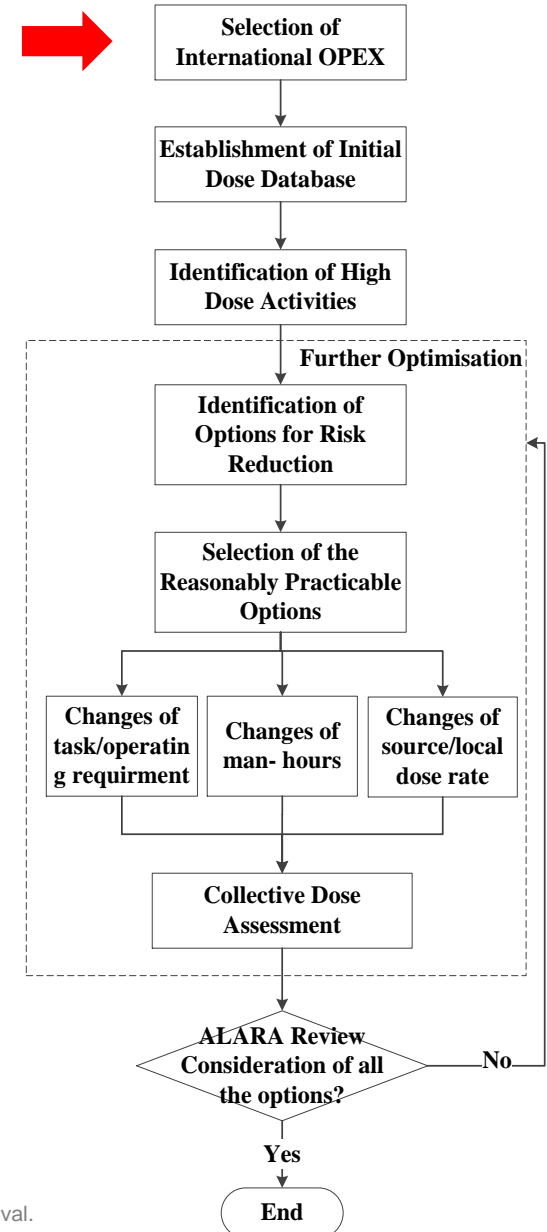 Selection of
International OPEX
Establishment of Initial
Dose Database
Identification of High
Dose Activities
Further Optimisation
Identification of
Options for Risk
Reduction
Selection of the
Reasonably Practicable
Options
Changes of
task/operatin
g requirment
Changes of
man- hours
Changes of
source/local
dose rate
Collective Dose
Assessment
ALARA Review
Consideration of all
the options?
No
Yes
End
val.